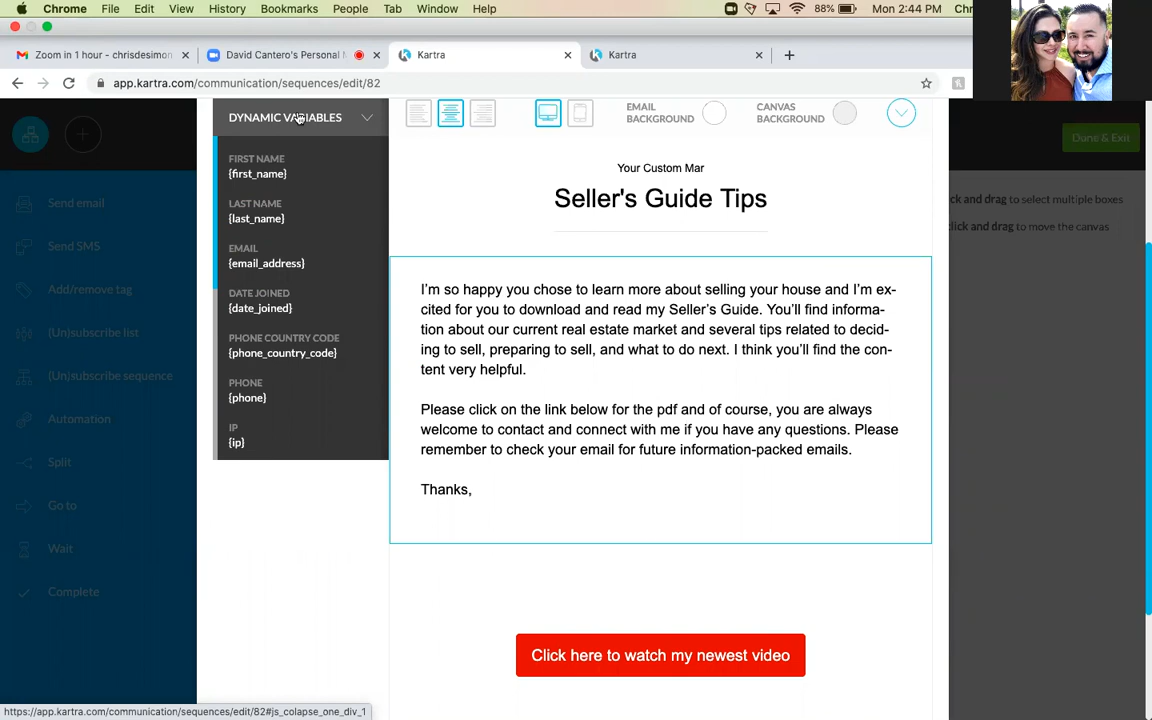 Chrome File Edit View History Bookmarks People Tab Window Help
88% Mon 2:44 PM Chr
Zoom in 1 hour - chrisdesimon
David Cantero's Personal
Kartra
Kartra
app.kartra.com/communication/sequences/edit/82
DYNAMIC VARIABLES
EMAIL
BACKGROUND
CANVAS
BACKGROUND
Done & Exit
FIRST NAME
{first_name}
LAST NAME
{last_name}
EMAIL
{email_address}
DATE JOINED
{date_joined}
PHONE COUNTRY CODE
{phone_country_code}
PHONE
{phone}
IP
{ip}
Send email
Send SMS
Add/remove tag
(Un)subscribe list
(Un)subscribe sequence
Automation
Split
Go to
Wait
Complete
Your Custom Mar
Seller's Guide Tips
I'm so happy you chose to learn more about selling your house and I'm ex-
cited for you to download and read my Seller's Guide. You'll find informa-
tion about our current real estate market and several tips related to decid-
ing to sell, preparing to sell, and what to do next. I think you'll find the con-
tent very helpful.
Please click on the link below for the pdf and of course, you are always
welcome to contact and connect with me if you have any questions. Please
remember to check your email for future information-packed emails.
Thanks,
Click here to watch my newest video
ck and drag to select multiple boxes
lick and drag to move the canvas
https://app.kartra.com/communication/sequences/edit/82#js_colapse_one_div_1